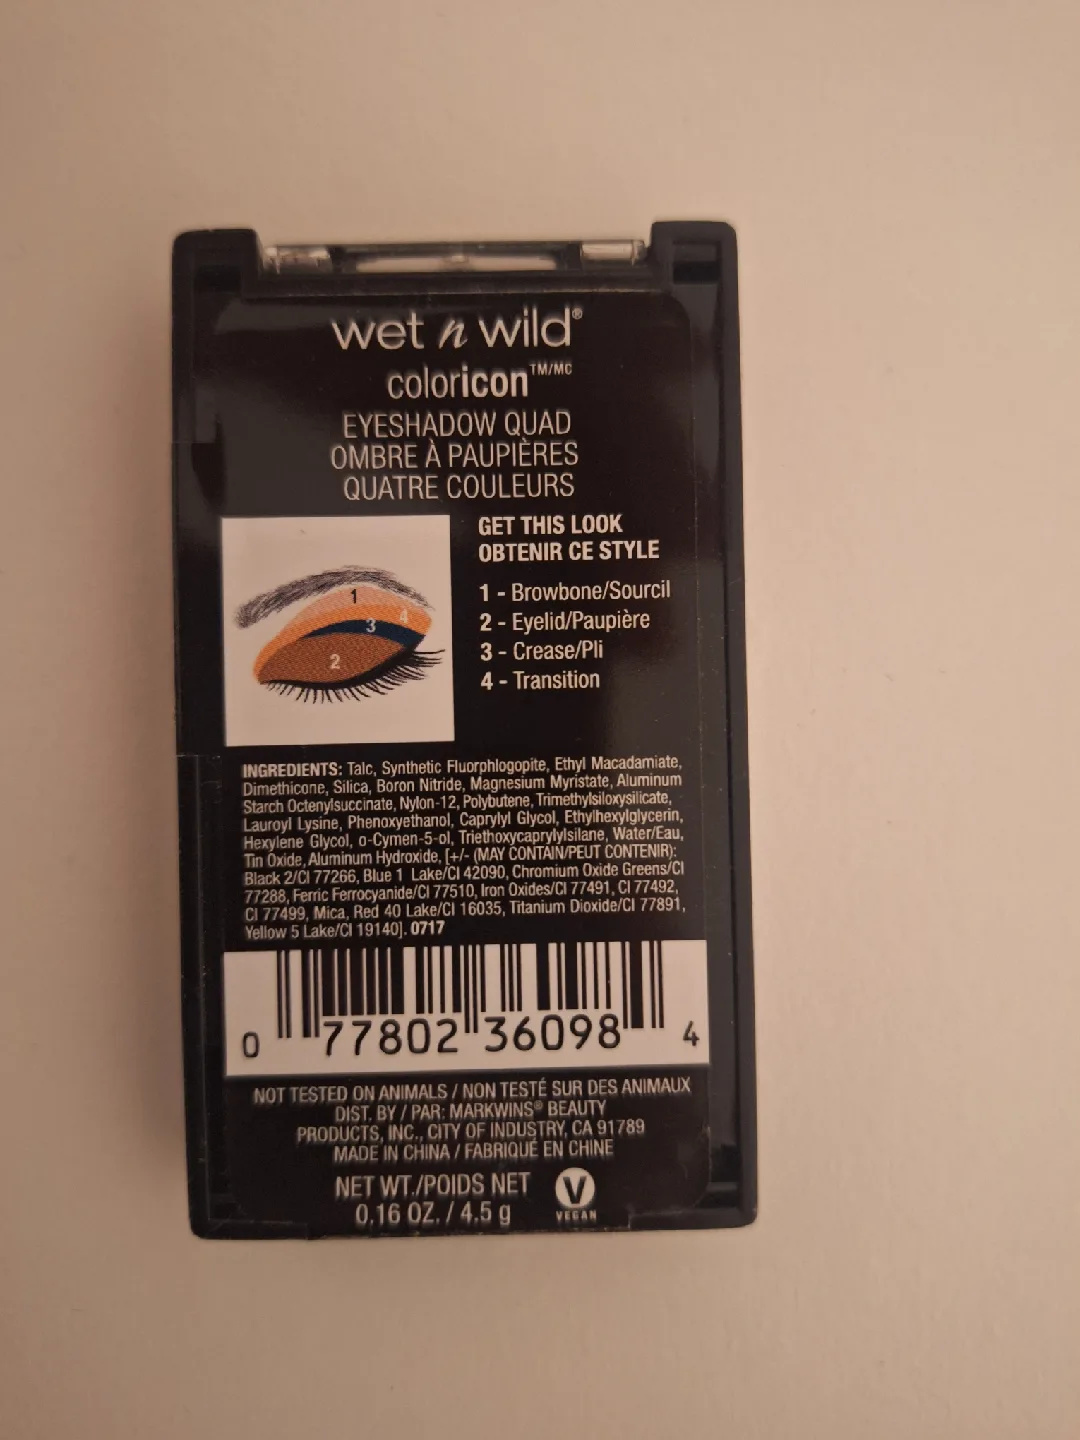 wet n wild®
coloricon™/MC
EYESHADOW QUAD
OMBRE À PAUPIÈRES
QUATRE COULEURS
GET THIS LOOK
OBTENIR CE STYLE
1 - Browbone/Sourcil
2 - Eyelid/Paupière
3 - Crease/Pli
4 - Transition
1
4
3
2
INGREDIENTS: Talc, Synthetic Fluorphlogopite, Ethyl Macadamiate,
Dimethicone, Silica, Boron Nitride, Magnesium Myristate, Aluminum
Starch Octenylsuccinate, Nylon-12, Polybutene, Trimethylsiloxysilicate,
Lauroyl Lysine, Phenoxyethanol, Caprylyl Glycol, Ethylhexylglycerin,
Hexylene Glycol, o-Cymen-5-ol, Triethoxycaprylylsilane, Water/Eau,
Tin Oxide, Aluminum Hydroxide, [+/- (MAY CONTAIN/PEUT CONTENIR):
Black 2/CI 77266, Blue 1 Lake/CI 42090, Chromium Oxide Greens/CI
77288, Ferric Ferrocyanide/CI 77510, Iron Oxides/CI 77491, CI 77492,
CI 77499, Mica, Red 40 Lake/CI 16035, Titanium Dioxide/CI 77891,
Yellow 5 Lake/CI 19140]. 0717
0 77802 36098 4
NOT TESTED ON ANIMALS / NON TESTÉ SUR DES ANIMAUX
DIST. BY / PAR: MARKWINS® BEAUTY
PRODUCTS, INC., CITY OF INDUSTRY, CA 91789
MADE IN CHINA / FABRIQUÉ EN CHINE
NET WT./POIDS NET
0.16 OZ. / 4.5 g
V
VEGAN